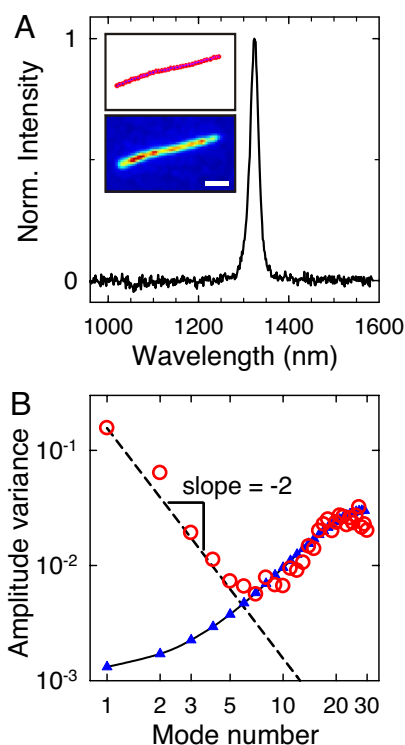 A
Norm. Intensity
1
0
1000 1200 1400 1600
Wavelength (nm)
B
Amplitude variance
10-1
10-2
10-3
slope = -2
1 2 3 5 10 20 30
Mode number